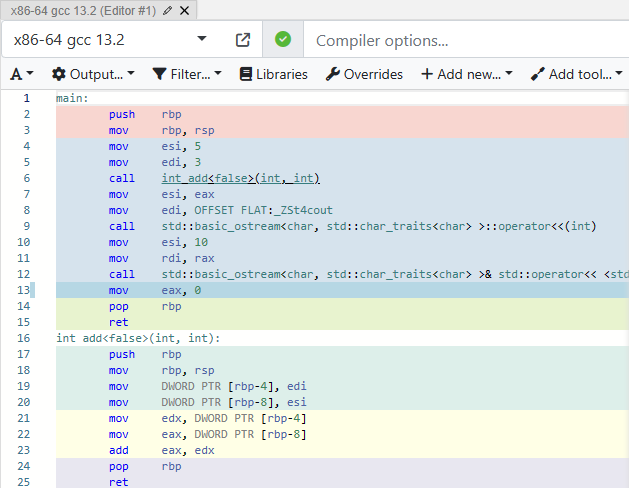 x86-64 gcc 13.2 (Editor #1)
x86-64 gcc 13.2 Compiler options...
A Output... Filter... Libraries Overrides Add new... Add tool...
1 main:
2 push rbp
3 mov rbp, rsp
4 mov esi, 5
5 mov edi, 3
6 call int add<false>(int, int)
7 mov esi, eax
8 mov edi, OFFSET FLAT:_ZSt4cout
9 call std::basic_ostream<char, std::char_traits<char> >::operator<<(int)
10 mov esi, 10
11 mov rdi, rax
12 call std::basic_ostream<char, std::char_traits<char> >& std::operator<< <std
13 mov eax, 0
14 pop rbp
15 ret
16 int add<false>(int, int):
17 push rbp
18 mov rbp, rsp
19 mov DWORD PTR [rbp-4], edi
20 mov DWORD PTR [rbp-8], esi
21 mov edx, DWORD PTR [rbp-4]
22 mov eax, DWORD PTR [rbp-8]
23 add eax, edx
24 pop rbp
25 ret